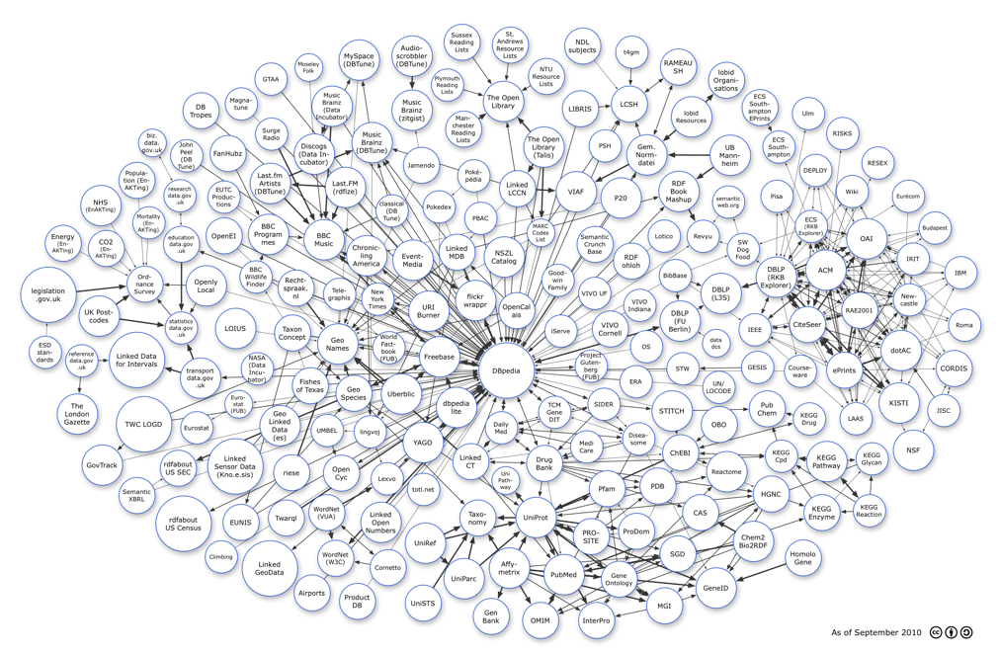 Sussex
Reading
Lists
St.
Andrews
Resource
Lists
NDL
subjects
t4gm
Audio-
scrobbler
(DBTune)
MySpace
(DBTune)
Moseley
Folk
GTAA
RAMEAU
SH
lobid
Organi-
sations
Plymouth
Reading
Lists
NTU
Resource
Lists
The Open
Library
LIBRIS
LCSH
Magna-
tune
DB
Tropes
Music
Brainz
(Data
Incubator)
Music
Brainz
(zitgist)
Man-
chester
Reading
Lists
lobid
Resources
ECS
South-
ampton
EPrints
Ulm
biz.
data.
gov.uk
John
Peel
(DB
Tune)
FanHubz
Surge
Radio
Discogs
(Data In-
cubator)
Music
Brainz
(DBTune)
The Open
Library
(Talis)
PSH
Gem.
Norm-
datei
UB
Mann-
heim
ECS
South-
ampton
RISKS
Popula-
tion (En-
AKTing)
research
data.gov
.uk
EUTC
Produc-
tions
Last.fm
Artists
(DBTune)
Last.FM
(rdfize)
Jamendo
Poké-
pédia
Linked
LCCN
VIAF
P20
RDF
Book
Mashup
DEPLOY
RESEX
Wiki
Pisa
Eurécom
NHS
(EnAKTing)
Mortality
(En-
AKTing)
classical
(DB
Tune)
Pokedex
PBAC
MARC
Codes
List
semantic
web.org
Energy
(En-
AKTing)
CO2
(En-
AKTing)
education
data.gov
.uk
OpenEI
BBC
Program
mes
BBC
Music
Chronic-
ling
America
Event-
Media
Linked
MDB
NSZL
Catalog
Semantic
Crunch
Base
RDF
ohloh
Lotico
Revyu
SW
Dog
Food
ECS
(RKB
Explorer)
OAI
Budapest
IRIT
IBM
legislation
.gov.uk
Ord-
nance
Survey
Openly
Local
BBC
Wildlife
Finder
Recht-
spraak.
nl
Tele-
graphis
New
York
Times
URI
Burner
flickr
wrappr
OpenCal
ais
Good-
win
Family
VIVO UF
VIVO
Indiana
BibBase
DBLP
(L3S)
DBLP
(RKB
Explorer)
ACM
New-
castle
RAE2001
Roma
UK Post-
codes
statistics
data.gov
.uk
LOIUS
Taxon
Concept
Geo
Names
World
Fact-
book
(FUB)
Freebase
DBpedia
iServe
VIVO
Cornell
DBLP
(FU
Berlin)
IEEE
CiteSeer
ESD
stan-
dards
reference
data.gov
.uk
Linked Data
for Intervals
transport
data.gov
.uk
NASA
(Data
Incu-
bator)
Project
Guten-
berg
(FUB)
OS
data
dcs
dotAC
ePrints
CORDIS
Fishes
of Texas
Geo
Species
Uberblic
dbpedia
lite
ERA
STW
GESIS
Course-
ware
UN/
LOCODE
The
London
Gazette
TWC LOGD
Euro-
stat
(FUB)
Eurostat
Geo
Linked
Data
(es)
UMBEL
lingvoj
YAGO
Daily
Med
TCM
Gene
DIT
SIDER
STITCH
Pub
Chem
KEGG
Drug
LAAS
KISTI
JISC
OBO
GovTrack
rdfabout
US SEC
Linked
Sensor Data
(Kno.e.sis)
riese
Open
Cyc
Lexvo
Linked
CT
Drug
Bank
Medi
Care
Disea-
some
ChEBI
KEGG
Cpd
KEGG
Pathway
KEGG
Glycan
NSF
Semantic
XBRL
totl.net
Uni
Path-
way
Pfam
PDB
Reactome
HGNC
rdfabout
US Census
EUNIS
Twarql
WordNet
(VUA)
Linked
Open
Numbers
Taxo-
nomy
UniProt
PRO-
SITE
ProDom
CAS
KEGG
Enzyme
KEGG
Reaction
Climbing
Linked
GeoData
WordNet
(W3C)
Cornetto
UniRef
UniParc
Affy-
metrix
PubMed
Gene
Ontology
SGD
Chem2
Bio2RDF
Homolo
Gene
GeneID
Airports
Product
DB
UniSTS
Gen
Bank
OMIM
InterPro
MGI
As of September 2010
cc